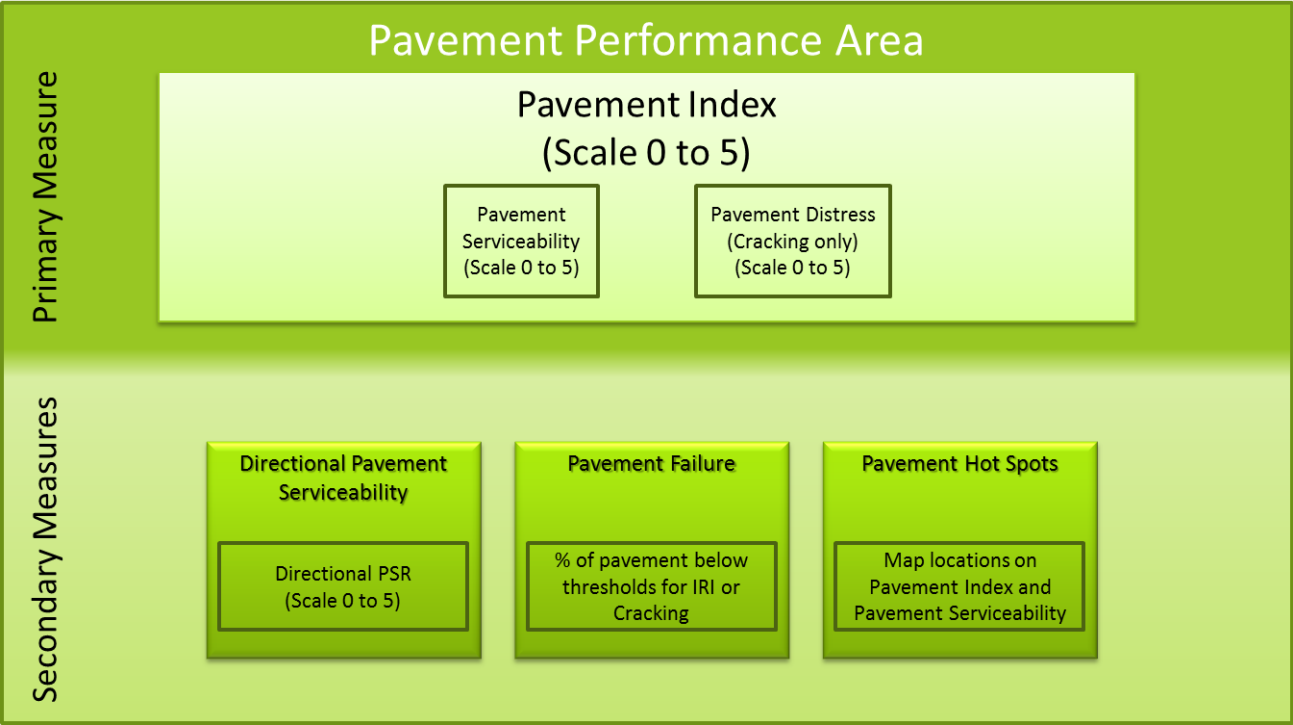 Pavement Performance Area
Primary Measure
Pavement Index
(Scale 0 to 5)
Pavement
Serviceability
(Scale 0 to 5)
Pavement Distress
(Cracking only)
(Scale 0 to 5)
Secondary Measures
Directional Pavement
Serviceability
Directional PSR
(Scale 0 to 5)
Pavement Failure
% of pavement below
thresholds for IRI or
Cracking
Pavement Hot Spots
Map locations on
Pavement Index and
Pavement Serviceability